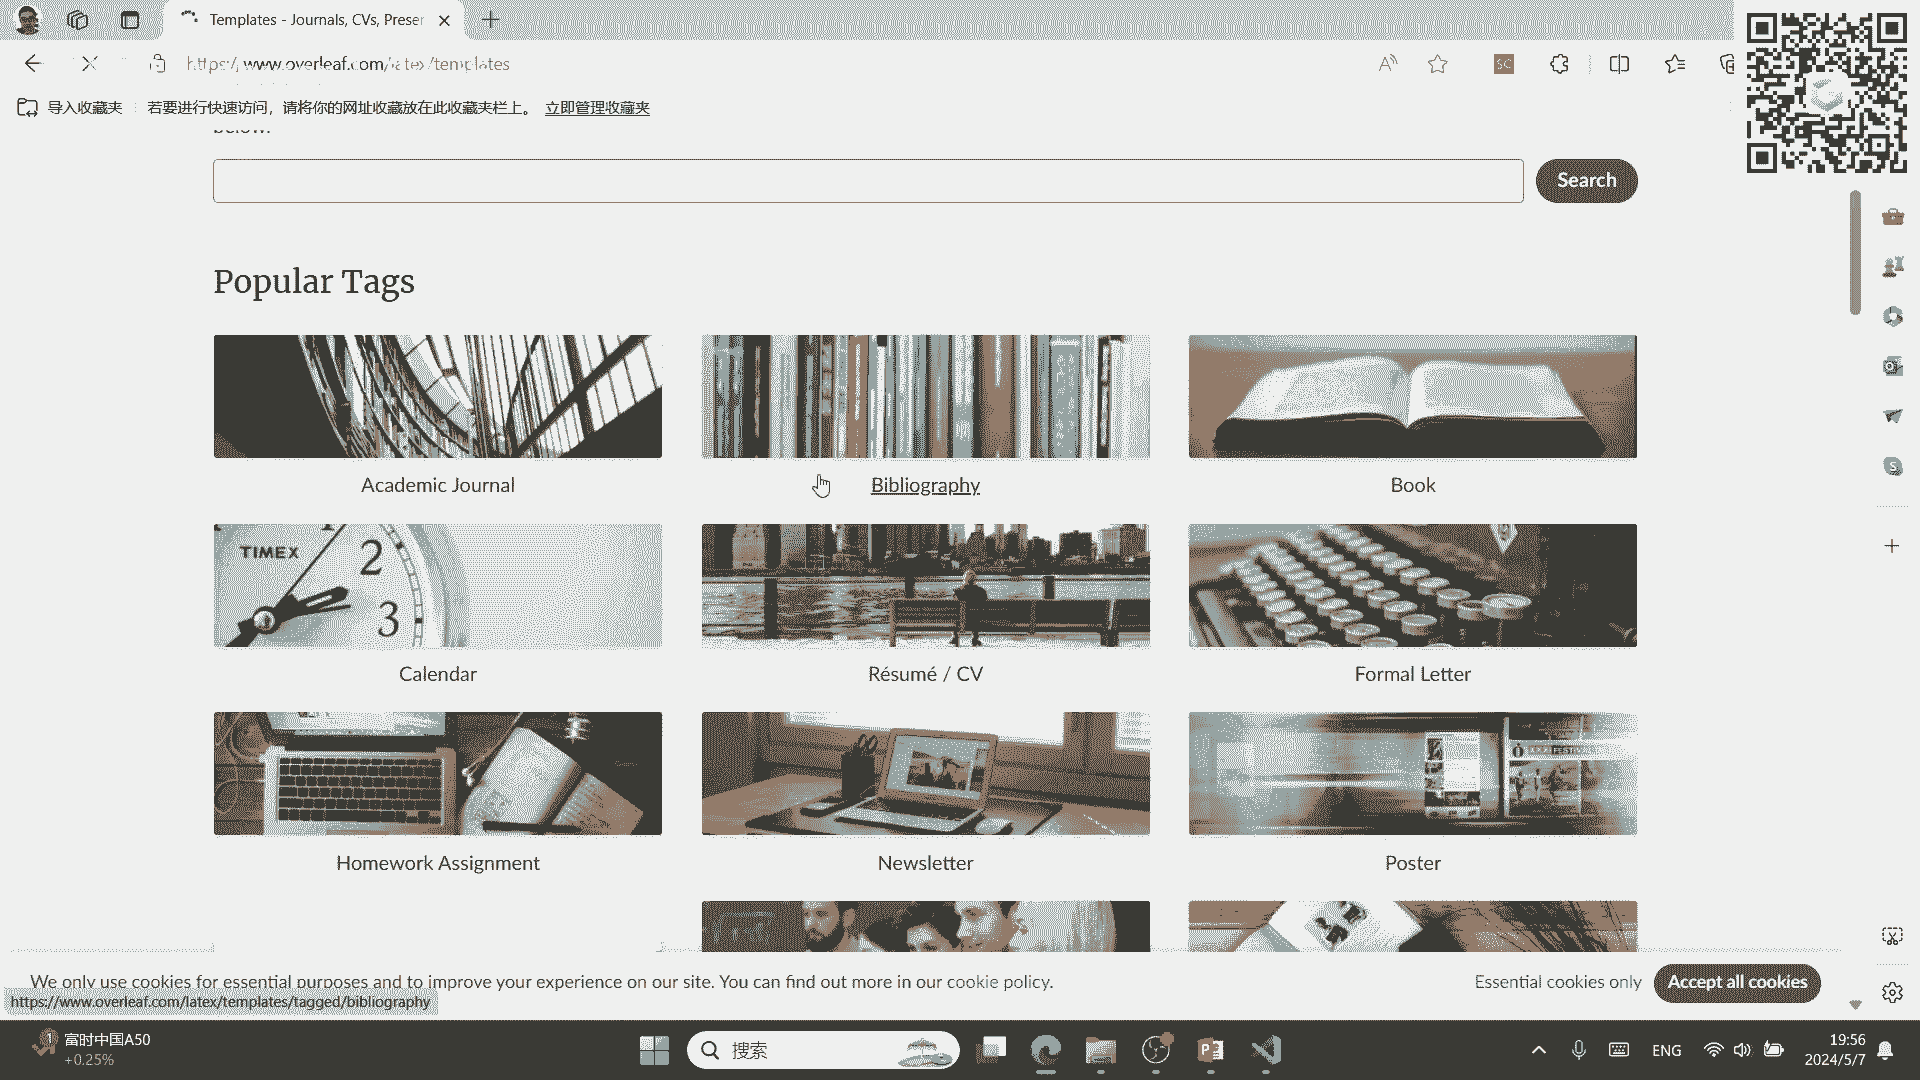 Templates - Journals, CVs, Preser
https://www.overleaf.com/latex/templates
导入收藏夹
若要进行快速访问，请将你的网址收藏放在此收藏夹栏上。 立即管理收藏夹
below.
Search
Popular Tags
Academic Journal
Bibliography
Book
TIMEX
2
3
Calendar
Résumé / CV
Formal Letter
Homework Assignment
Newsletter
Poster
We only use cookies for essential purposes and to improve your experience on our site. You can find out more in our cookie policy.
Essential cookies only
Accept all cookies
https://www.overleaf.com/latex/templates/tagged/bibliography
富时中国A50
+0.25%
搜索
ENG
19:56
2024/5/7